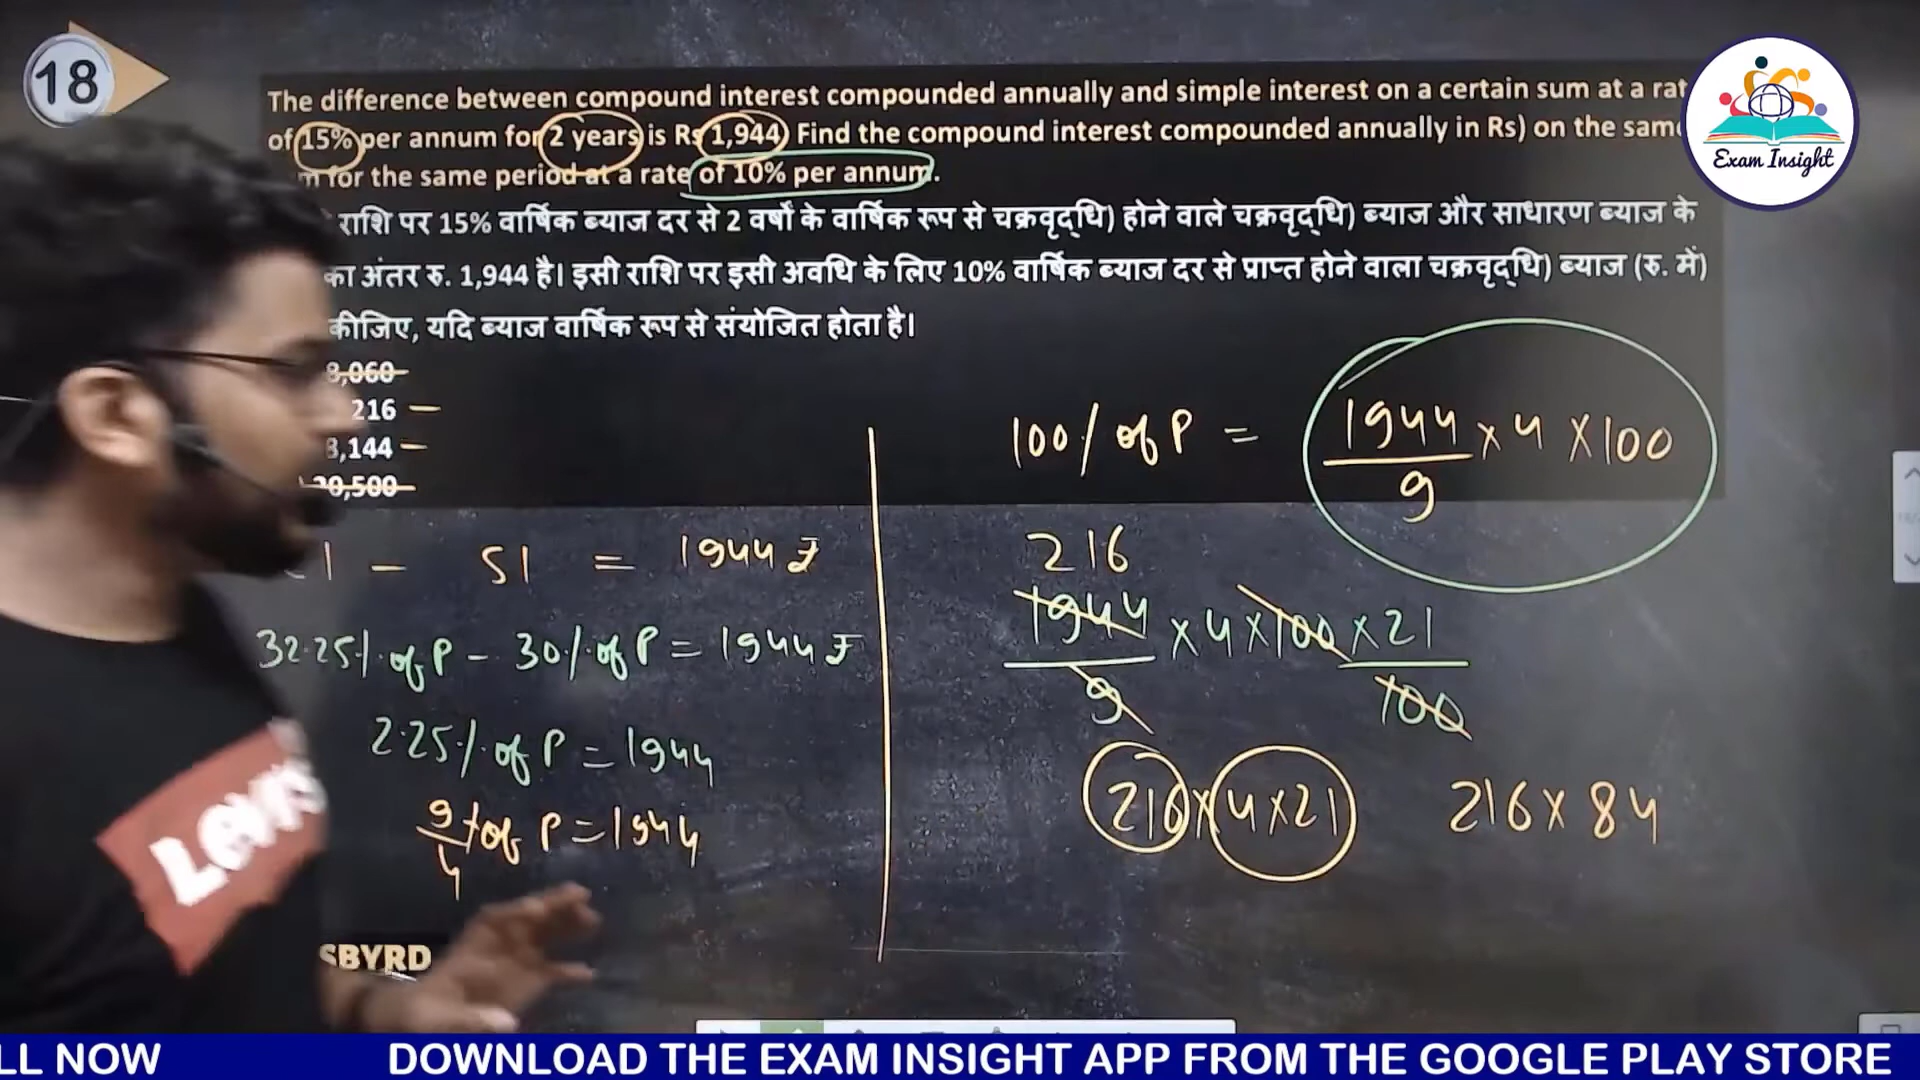 18
The difference between compound interest compounded annually and simple interest on a certain sum at a rat
of 15% per annum for 2 years is Rs 1,944 Find the compound interest compounded annually in Rs) on the same
for the same period at a rate of 10% per annum.
Exam Insight
राशि पर 15% वार्षिक ब्याज दर से 2 वर्षों के वार्षिक रूप से चक्रवृद्धि) होने वाले चक्रवृद्धि) ब्याज और साधारण ब्याज के
का अंतर रु. 1,944 है। इसी राशि पर इसी अवधि के लिए 10% वार्षिक ब्याज दर से प्राप्त होने वाला चक्रवृद्धि) ब्याज (रु. में)
कीजिए, यदि ब्याज वार्षिक रूप से संयोजित होता है।
8,060
216
8,144
20,500
100% of P = 1944/9 × 4 × 100
I - SI = 1944 ₹
32.25% of P - 30% of P = 1944 ₹
2.25% of P = 1944
9/4 % of P = 1944
216
1944/9 × 4 × 100 × 21/100
216 × 4 × 21
216 × 84
SBYRD
LL NOW DOWNLOAD THE EXAM INSIGHT APP FROM THE GOOGLE PLAY STORE